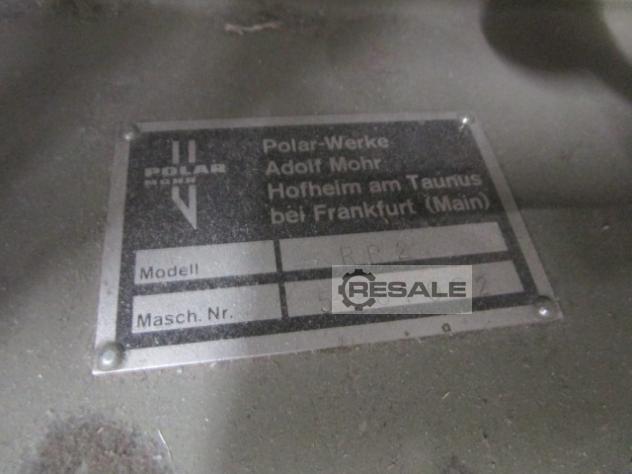 POLAR
MOHR
Polar-Werke
Adolf Mohr
Hofheim am Taunus
bei Frankfurt (Main)
Modell
Masch. Nr.
RESALE